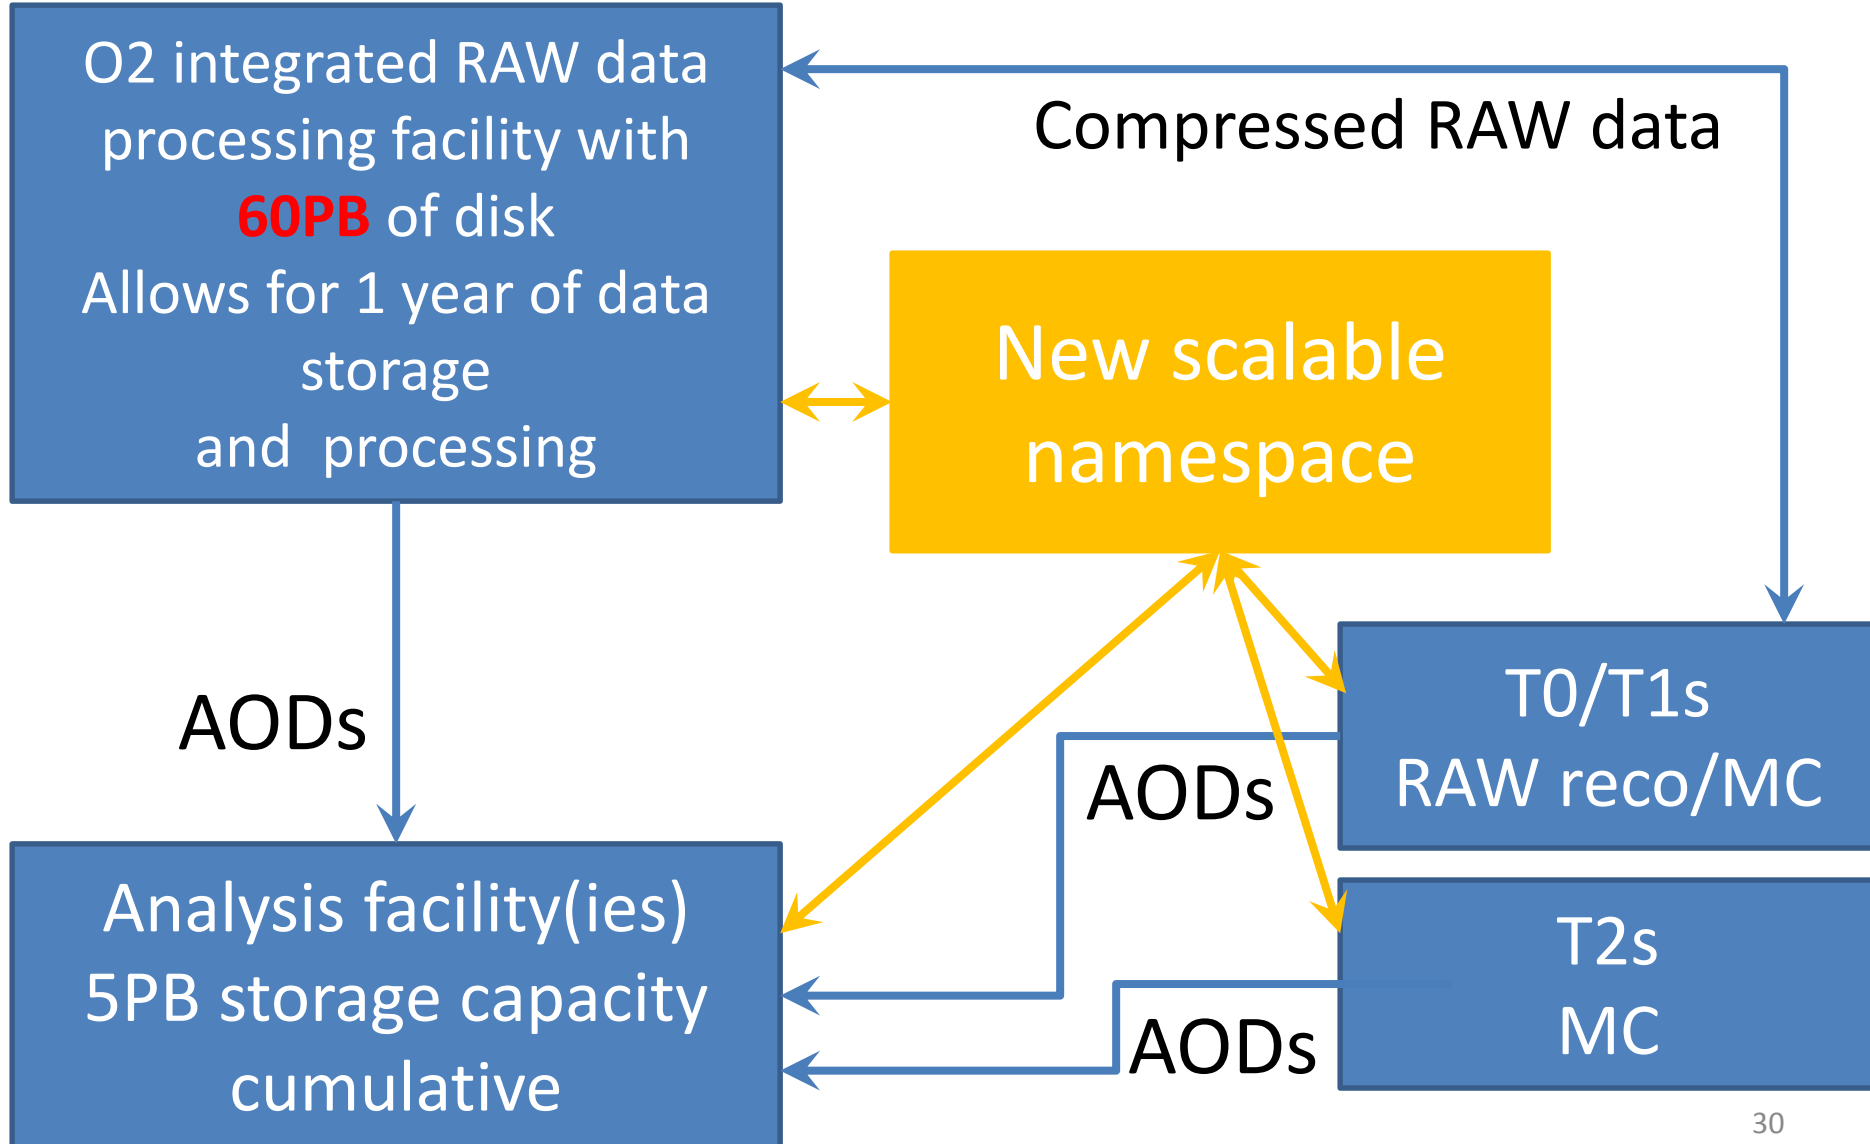 O2 integrated RAW data
processing facility with
60PB of disk
Allows for 1 year of data
storage
and processing
Compressed RAW data
New scalable
namespace
AODs
T0/T1s
RAW reco/MC
AODs
Analysis facility(ies)
5PB storage capacity
cumulative
T2s
MC
AODs
30